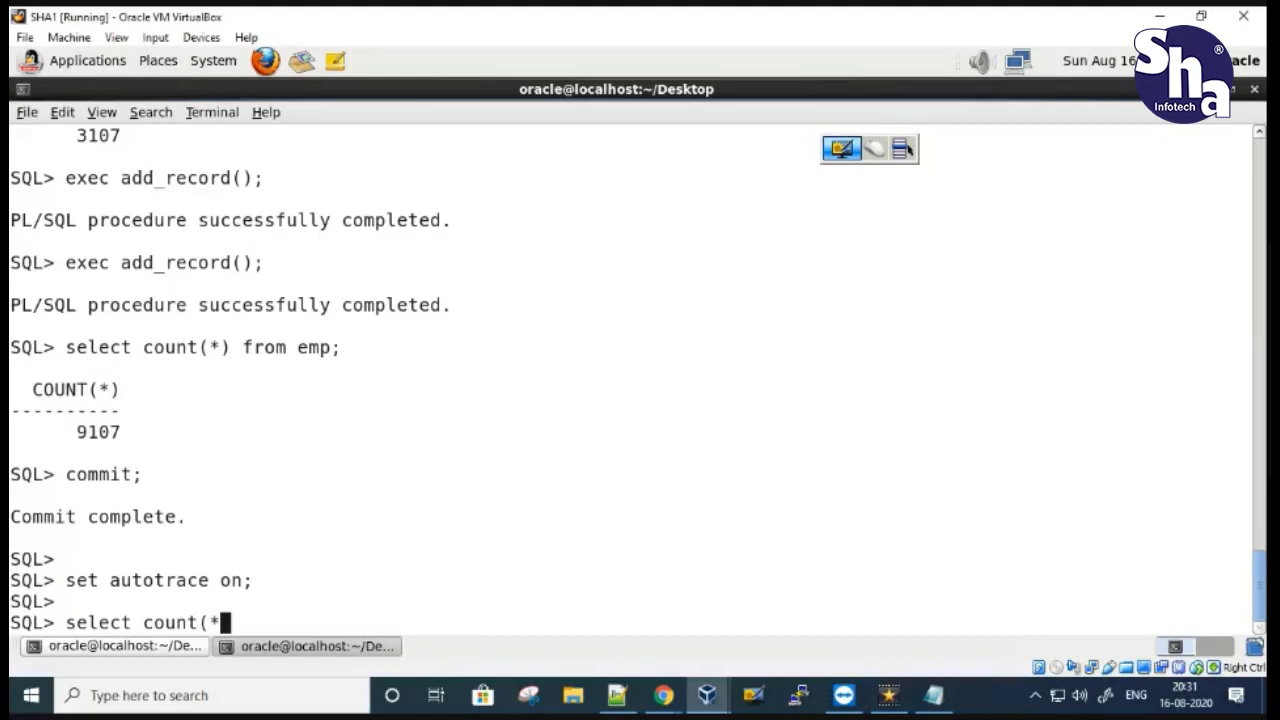 SHA1 [Running] - Oracle VM VirtualBox
File Machine View Input Devices Help
Applications Places System
Sun Aug 16
acle
Sha
®
Infotech
oracle@localhost:~/Desktop
File Edit View Search Terminal Help
3107
SQL> exec add_record();
PL/SQL procedure successfully completed.
SQL> exec add_record();
PL/SQL procedure successfully completed.
SQL> select count(*) from emp;
COUNT(*)
----------
9107
SQL> commit;
Commit complete.
SQL>
SQL> set autotrace on;
SQL>
SQL> select count(*
oracle@localhost:~/De... oracle@localhost:~/De...
Right Ctrl
Type here to search
ENG
20:31
16-08-2020